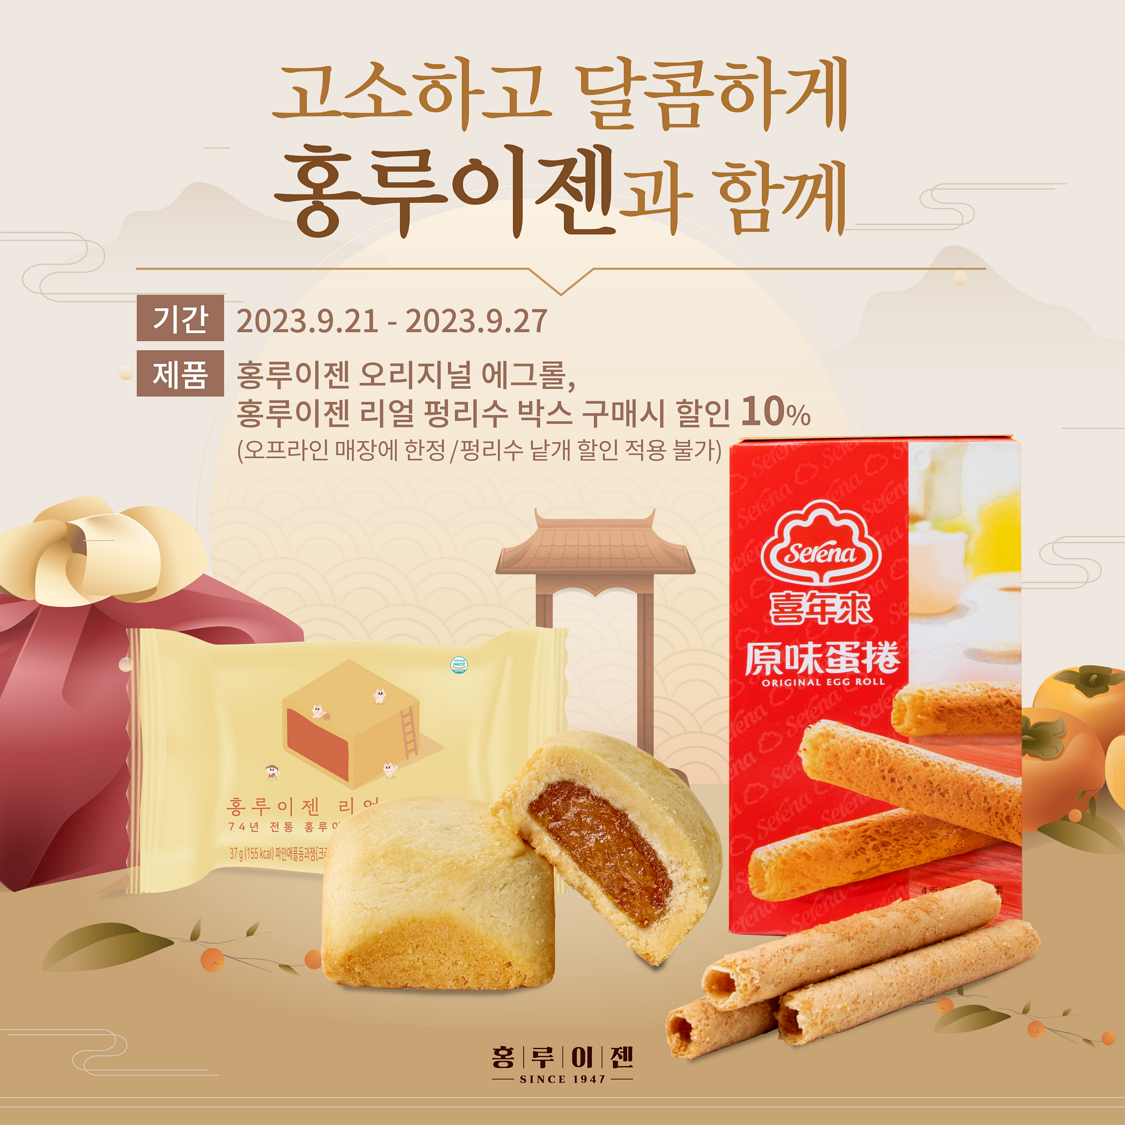 고소하고 달콤하게
홍루이젠과 함께
기간 2023.9.21 - 2023.9.27
제품 홍루이젠 오리지널 에그롤,
홍루이젠 리얼 펑리수 박스 구매시 할인 10%
(오프라인 매장에 한정 / 펑리수 낱개 할인 적용 불가)
Serena
喜年來
原味蛋捲
ORIGINAL EGG ROLL
홍루이젠 리얼
74년 전통 홍루
37 g (155 kcal) 파인애플동과잼
홍|루|이|젠
SINCE 1947